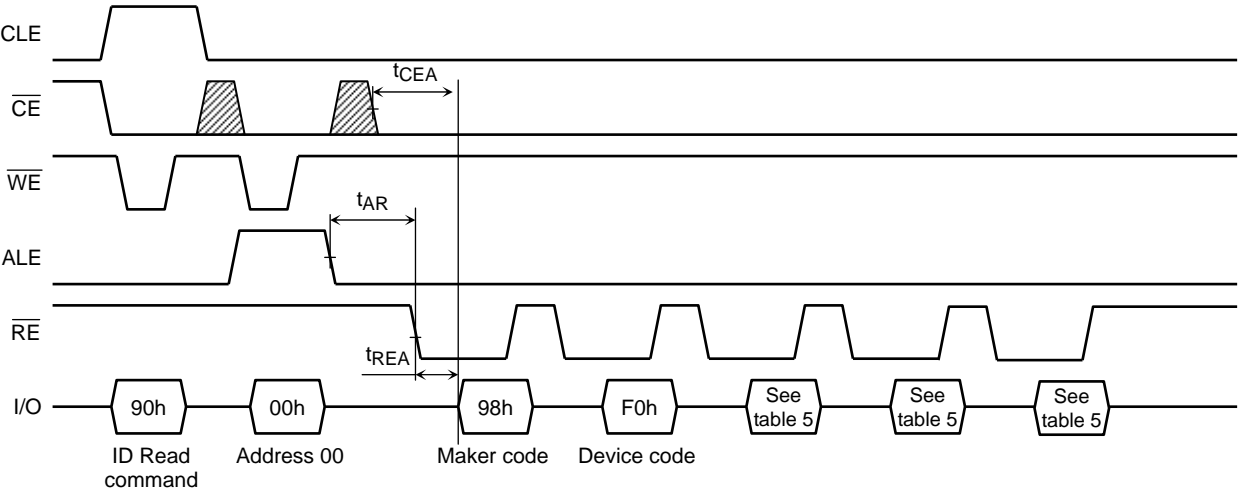 CLE
tCEA
CE
WE
tAR
ALE
RE
tREA
I/O
90h
00h
98h
F0h
See
table 5
See
table 5
See
table 5
ID Read
command
Address 00
Maker code
Device code